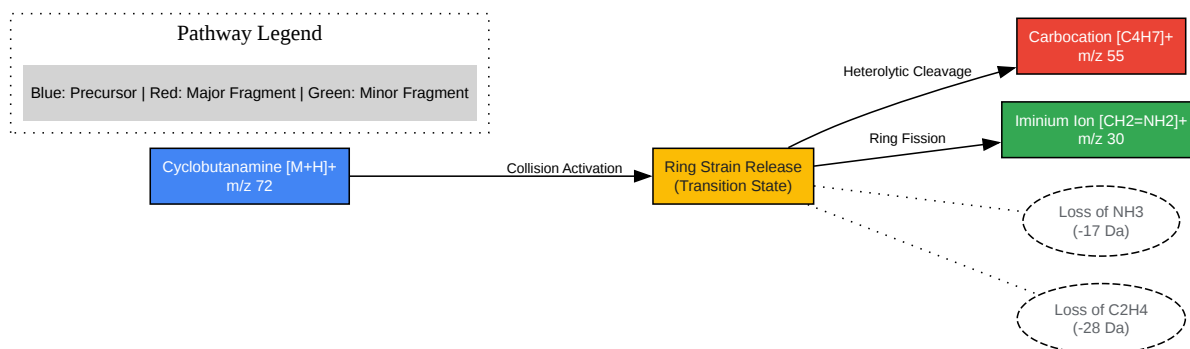 Pathway Legend
Blue: Precursor | Red: Major Fragment | Green: Minor Fragment
Cyclobutanamine [M+H]+
m/z 72
Collision Activation
Ring Strain Release
(Transition State)
Heterolytic Cleavage
Carbocation [C4H7]+
m/z 55
Ring Fission
Iminium Ion [CH2=NH2]+
m/z 30
Loss of NH3
(-17 Da)
Loss of C2H4
(-28 Da)